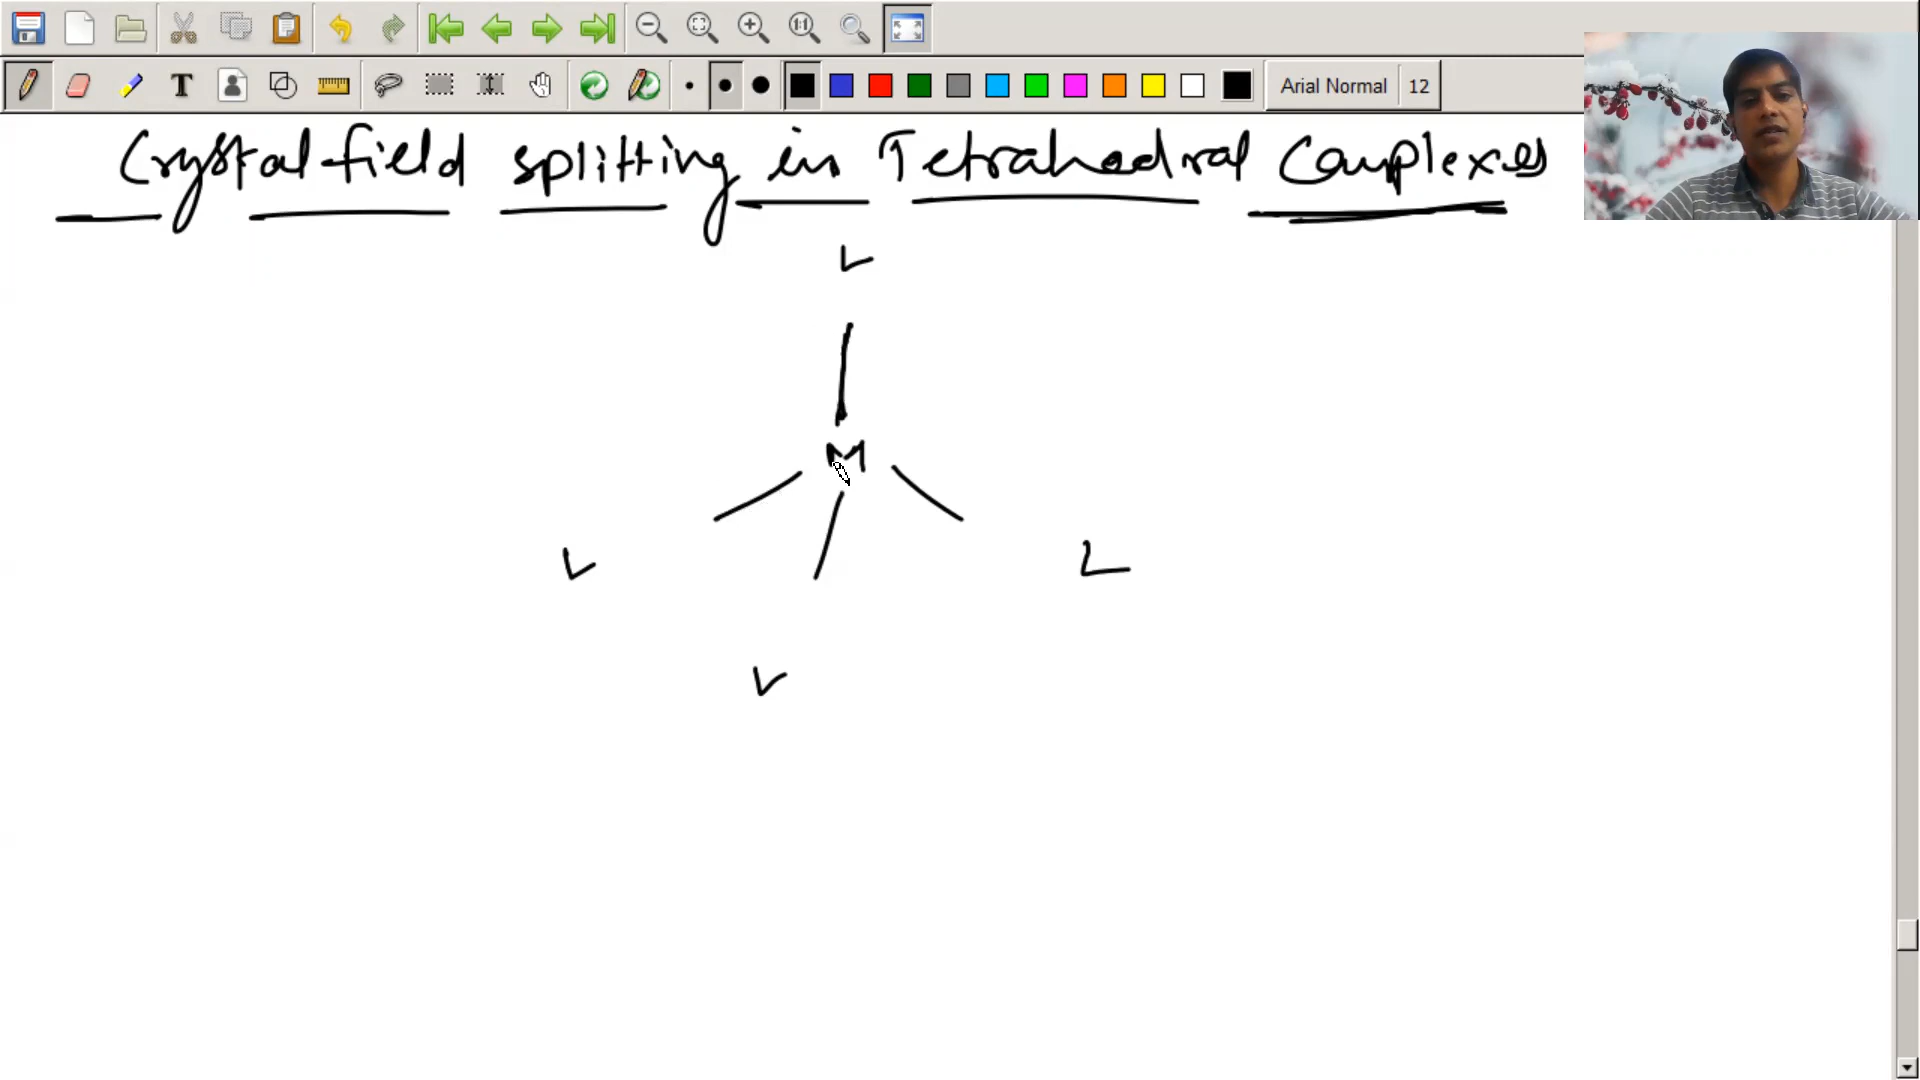 Arial Normal 12
Crystal field splitting in Tetrahedral Complexes
L
M
L L
L